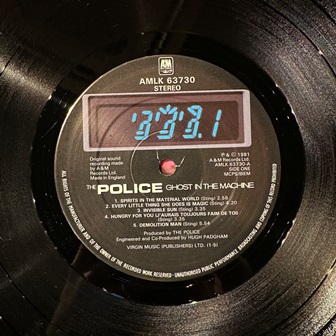 A&M
RECORDS
AMLK 63730
STEREO
Original sound
recording made
by A & M
Records Ltd.
Made in England
P & © 1981
A & M Records Ltd.
AMLK 63730-A
SIDE ONE
MCPS/BIEM
THE POLICE GHOST IN THE MACHINE
1. SPIRITS IN THE MATERIAL WORLD (Sting) 2.58
2. EVERY LITTLE THING SHE DOES IS MAGIC (Sting) 4.20
3. INVISIBLE SUN (Sting) 3.35
4. HUNGRY FOR YOU (J'AURAIS TOUJOURS FAIM DE TOI)
(Sting) 2.52
5. DEMOLITION MAN (Sting) 5.54
Produced by THE POLICE
Engineered and Co-Produced by HUGH PADGHAM
VIRGIN MUSIC (PUBLISHERS) LTD. (1-5)
ALL RIGHTS OF THE MANUFACTURER AND OF THE OWNER OF THE RECORDED WORK RESERVED - UNAUTHORISED PUBLIC PERFORMANCE, BROADCASTING AND COPYING OF THIS RECORD PROHIBITED